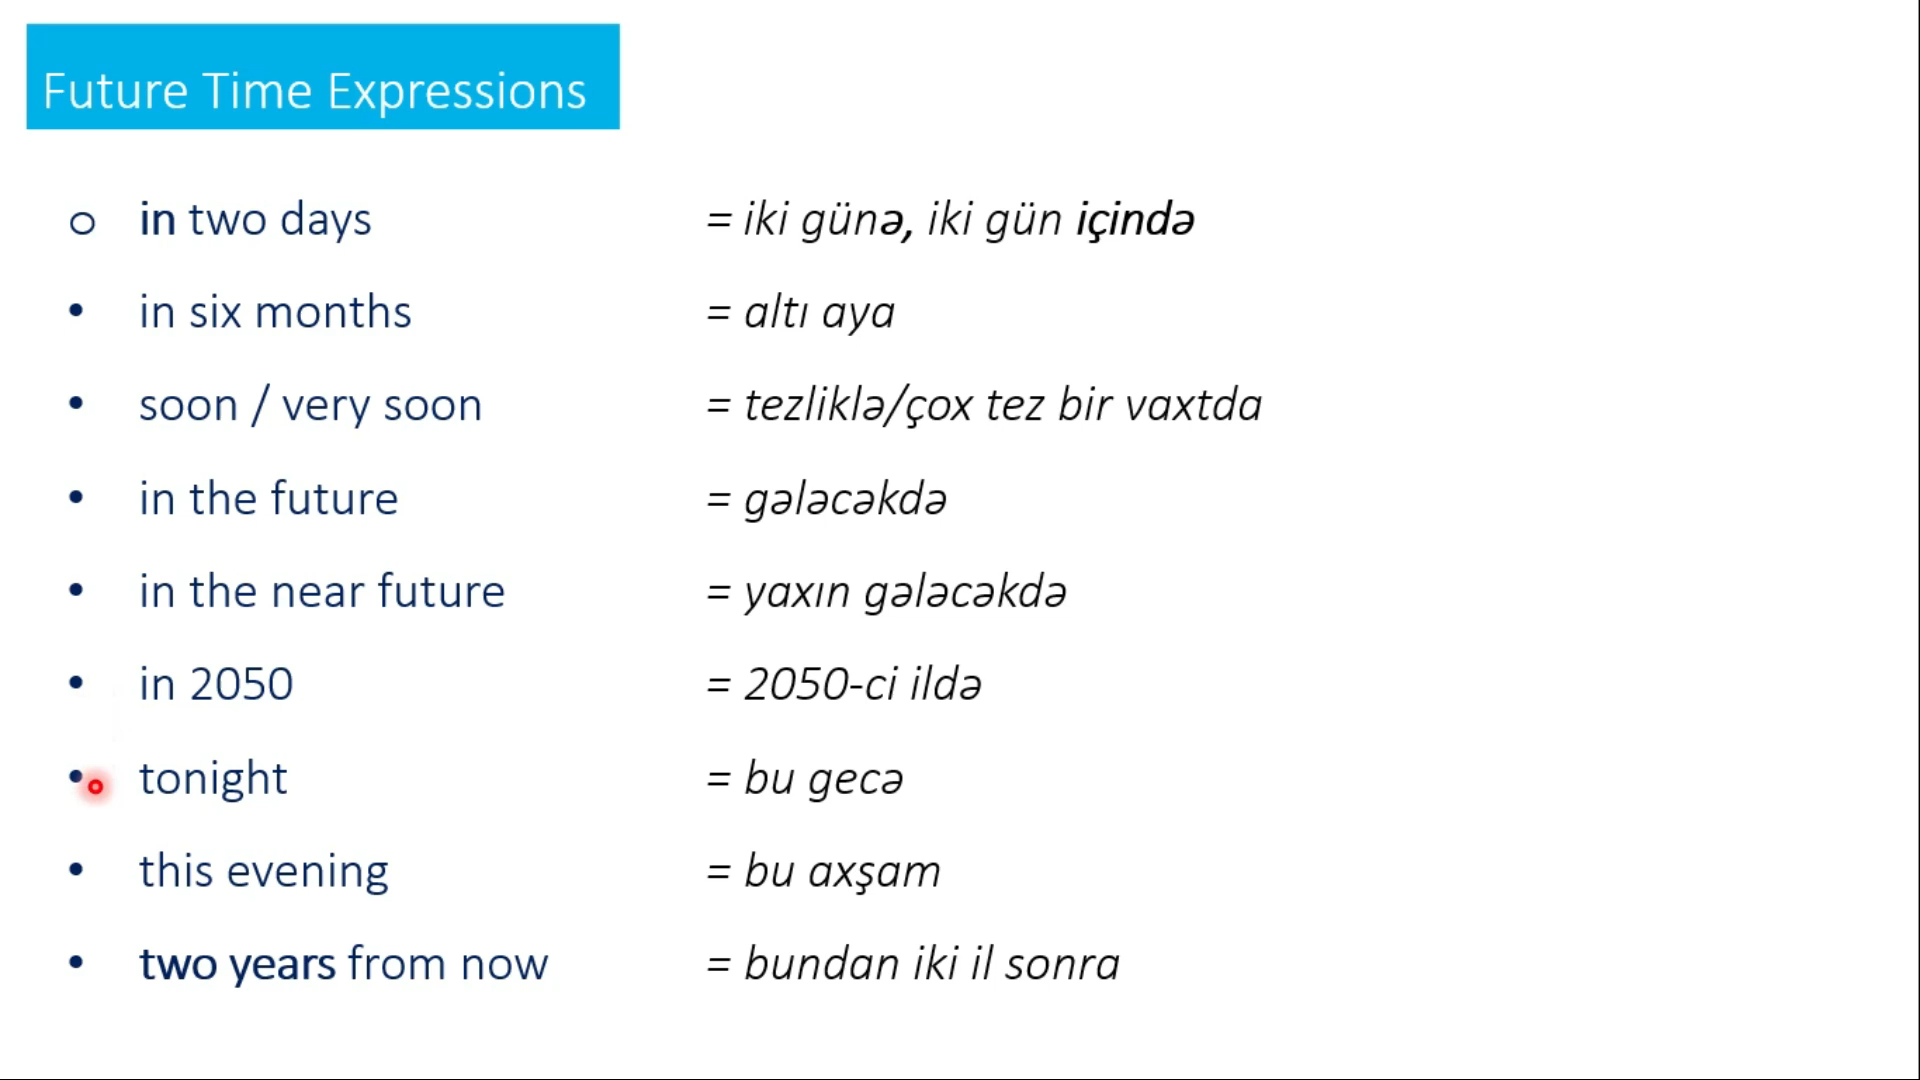 Future Time Expressions
o in two days = iki günə, iki gün içində
• in six months = altı aya
• soon / very soon = tezliklə/çox tez bir vaxtda
• in the future = gələcəkdə
• in the near future = yaxın gələcəkdə
• in 2050 = 2050-ci ildə
• tonight = bu gecə
• this evening = bu axşam
• two years from now = bundan iki il sonra